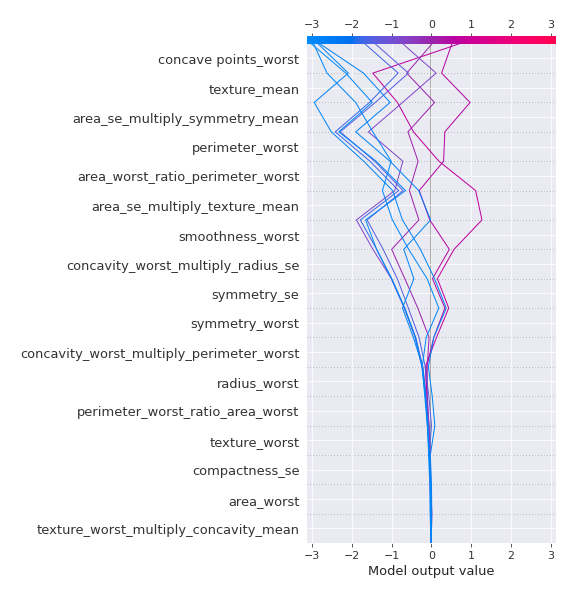 −3 −2 −1 0 1 2 3
concave points_worst
texture_mean
area_se_multiply_symmetry_mean
perimeter_worst
area_worst_ratio_perimeter_worst
area_se_multiply_texture_mean
smoothness_worst
concavity_worst_multiply_radius_se
symmetry_se
symmetry_worst
concavity_worst_multiply_perimeter_worst
radius_worst
perimeter_worst_ratio_area_worst
texture_worst
compactness_se
area_worst
texture_worst_multiply_concavity_mean
−3 −2 −1 0 1 2 3
Model output value